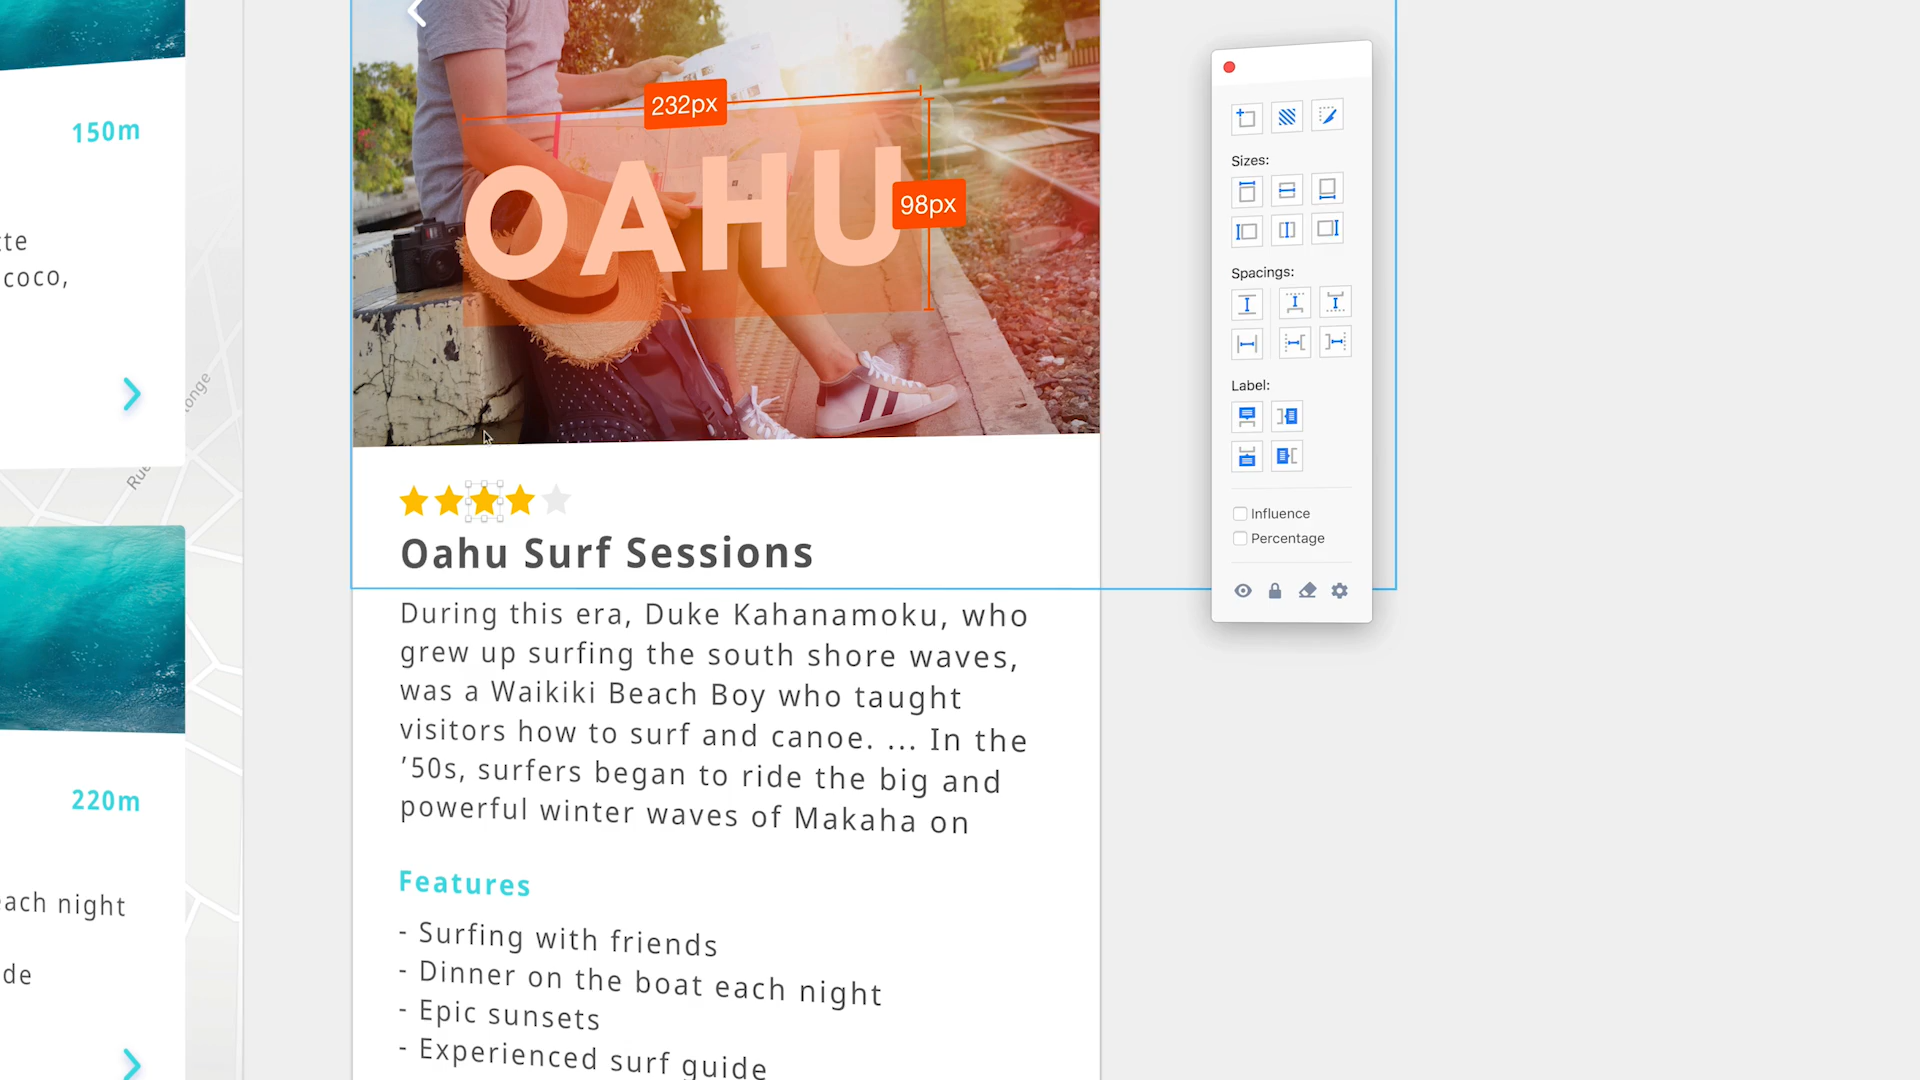 150m
coco,
longe
Rue
220m
each night
de
232px
OAHU
98px
Oahu Surf Sessions
During this era, Duke Kahanamoku, who
grew up surfing the south shore waves,
was a Waikiki Beach Boy who taught
visitors how to surf and canoe. ... In the
’50s, surfers began to ride the big and
powerful winter waves of Makaha on
Features
- Surfing with friends
- Dinner on the boat each night
- Epic sunsets
- Experienced surf guide
Sizes:
Spacings:
Label:
Influence
Percentage